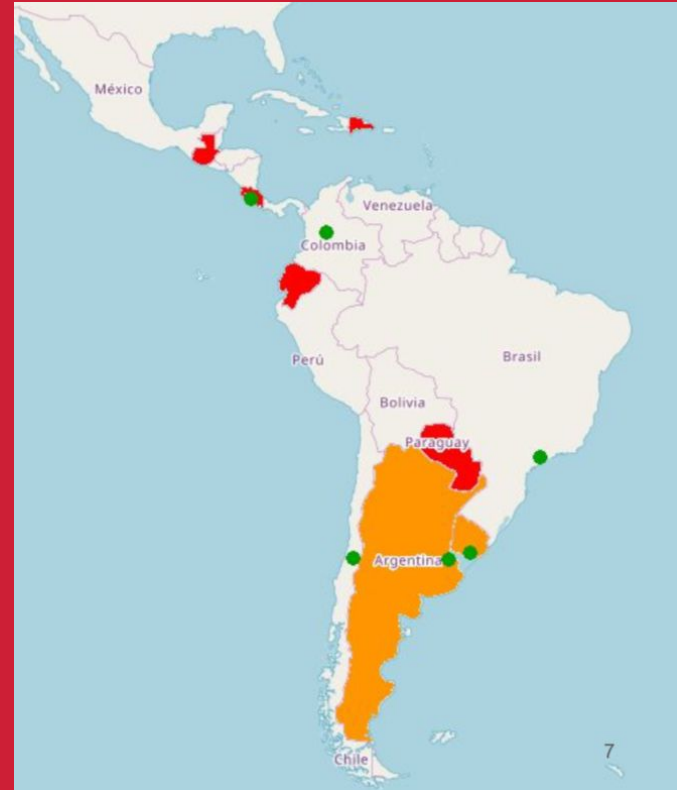 México
Venezuela
Colombia
Perú
Brasil
Bolivia
Paraguay
Argentina
7
Chile